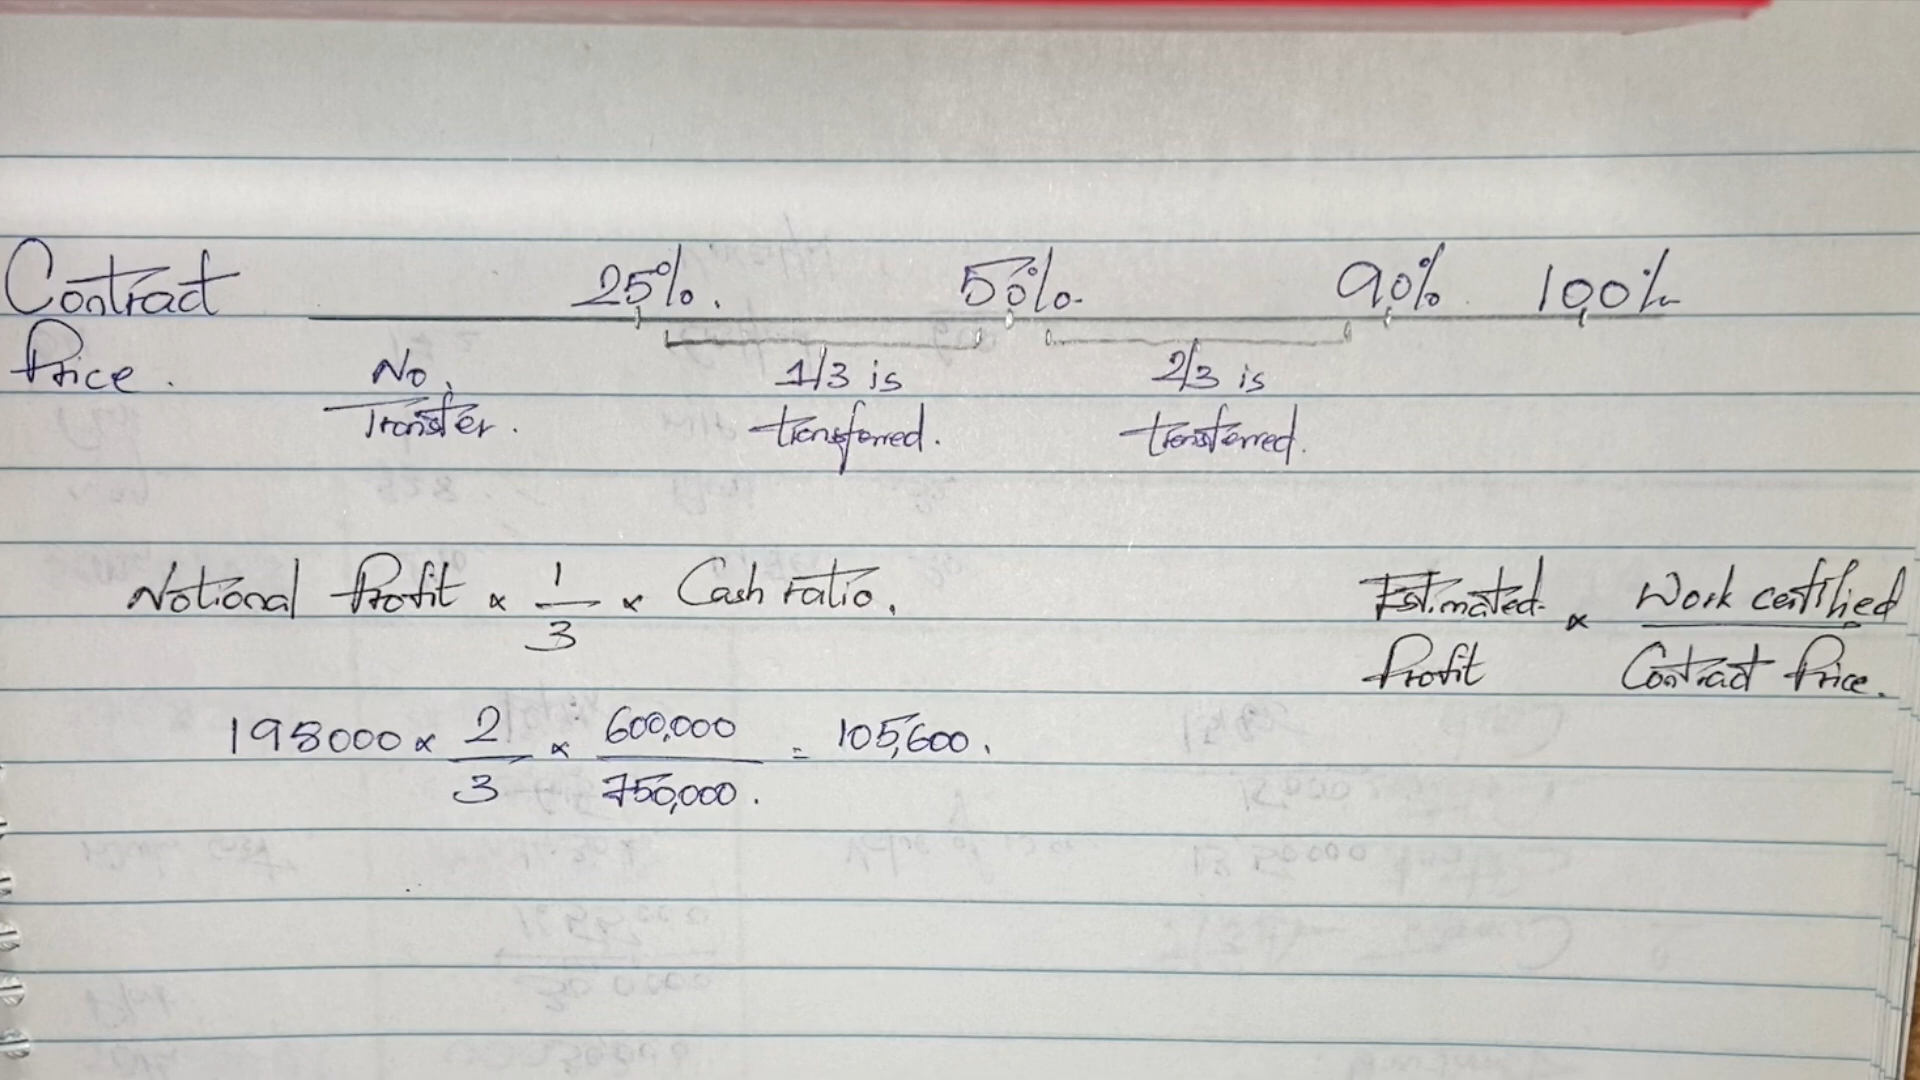 Contract 25%. 50%. 90% 100%
Price. No Transfer. 1/3 is transferred. 2/3 is transferred.
Notional Profit × 1/3 × Cash ratio. Estimated Profit × Work certified / Contract Price.
198000 × 2/3 × 600,000/750,000. = 105,600.